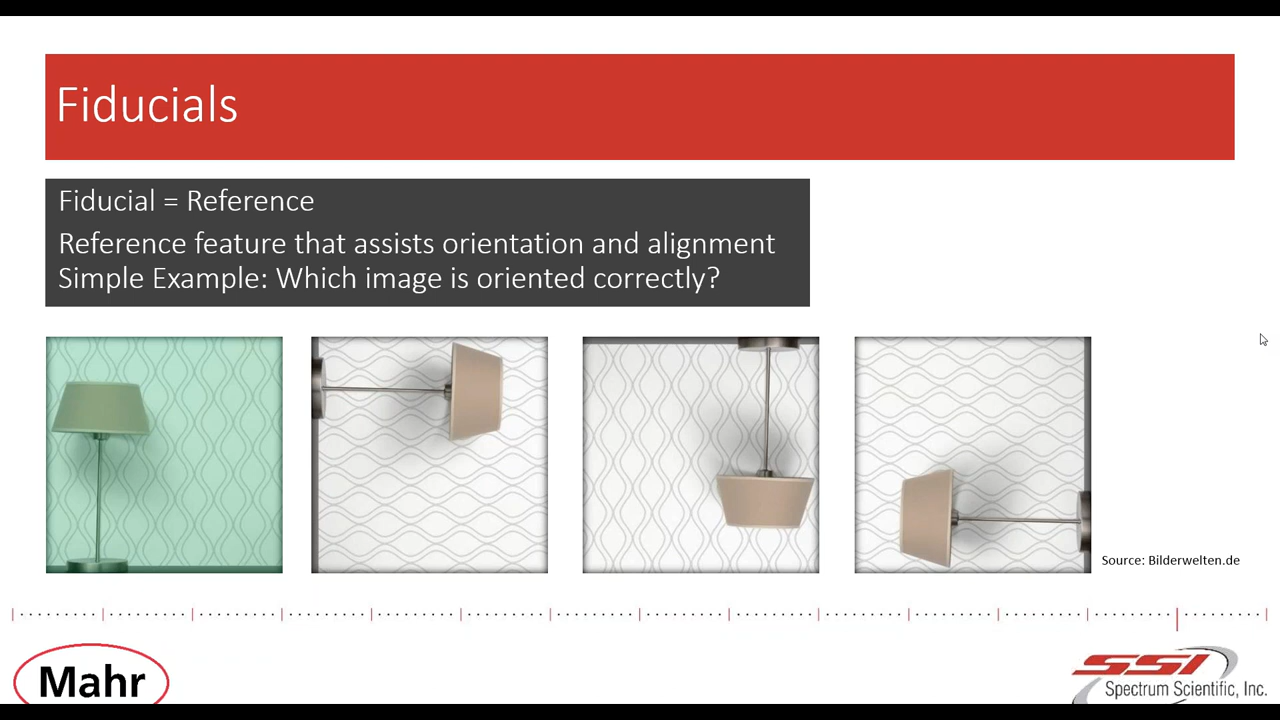 Fiducials
Fiducial = Reference
Reference feature that assists orientation and alignment
Simple Example: Which image is oriented correctly?
Source: Bilderwelten.de
Mahr
SSI
Spectrum Scientific, Inc.